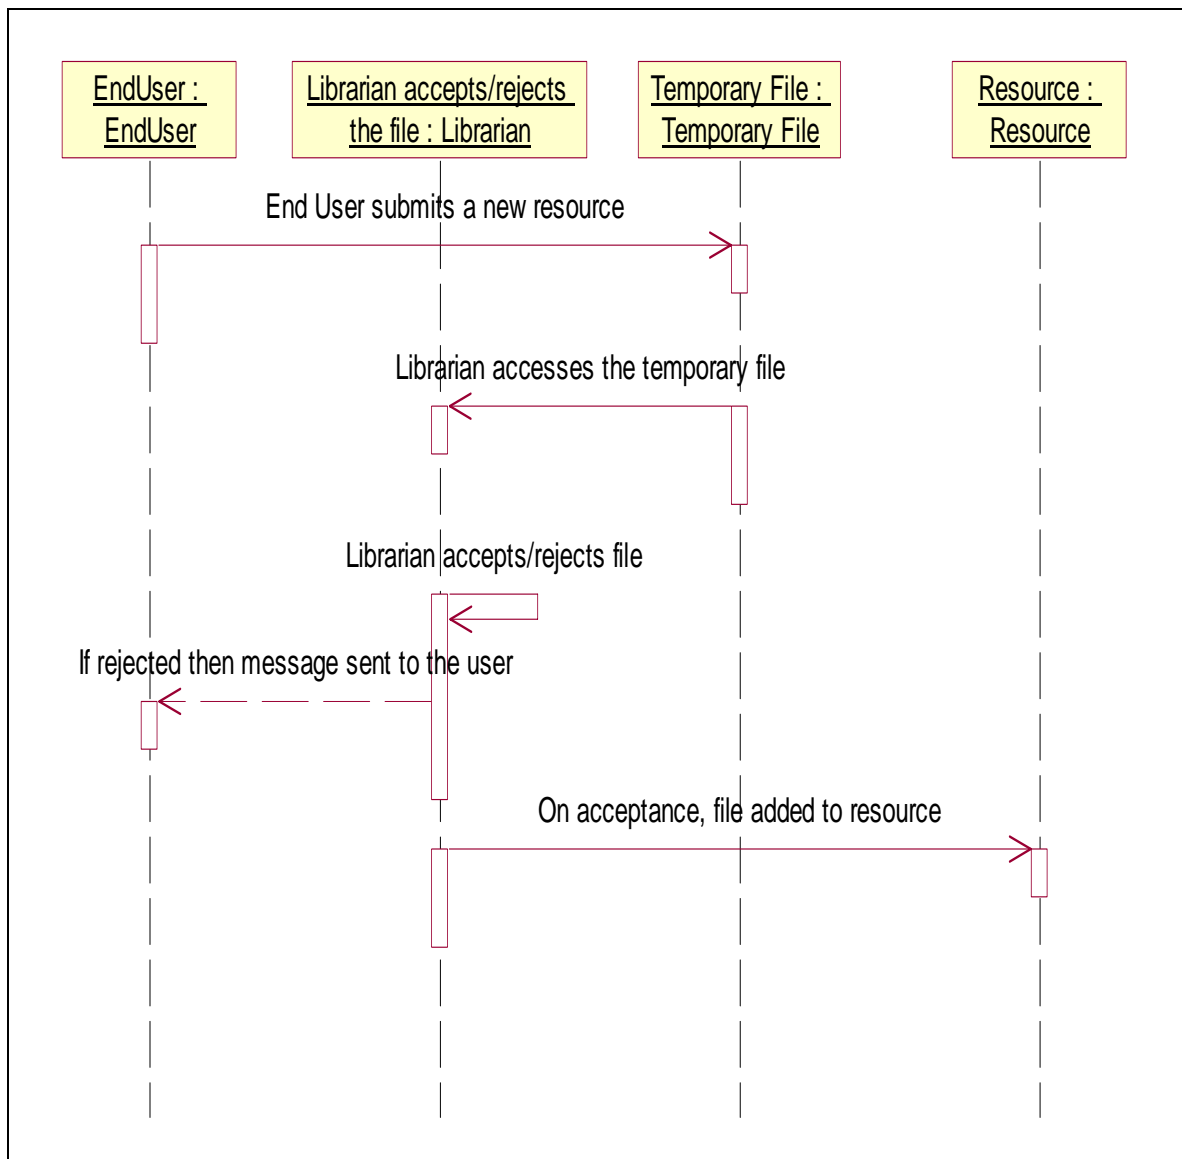 EndUser :
EndUser
Librarian accepts/rejects
the file : Librarian
Temporary File :
Temporary File
Resource :
Resource
End User submits a new resource
Librarian accesses the temporary file
Librarian accepts/rejects file
If rejected then message sent to the user
On acceptance, file added to resource